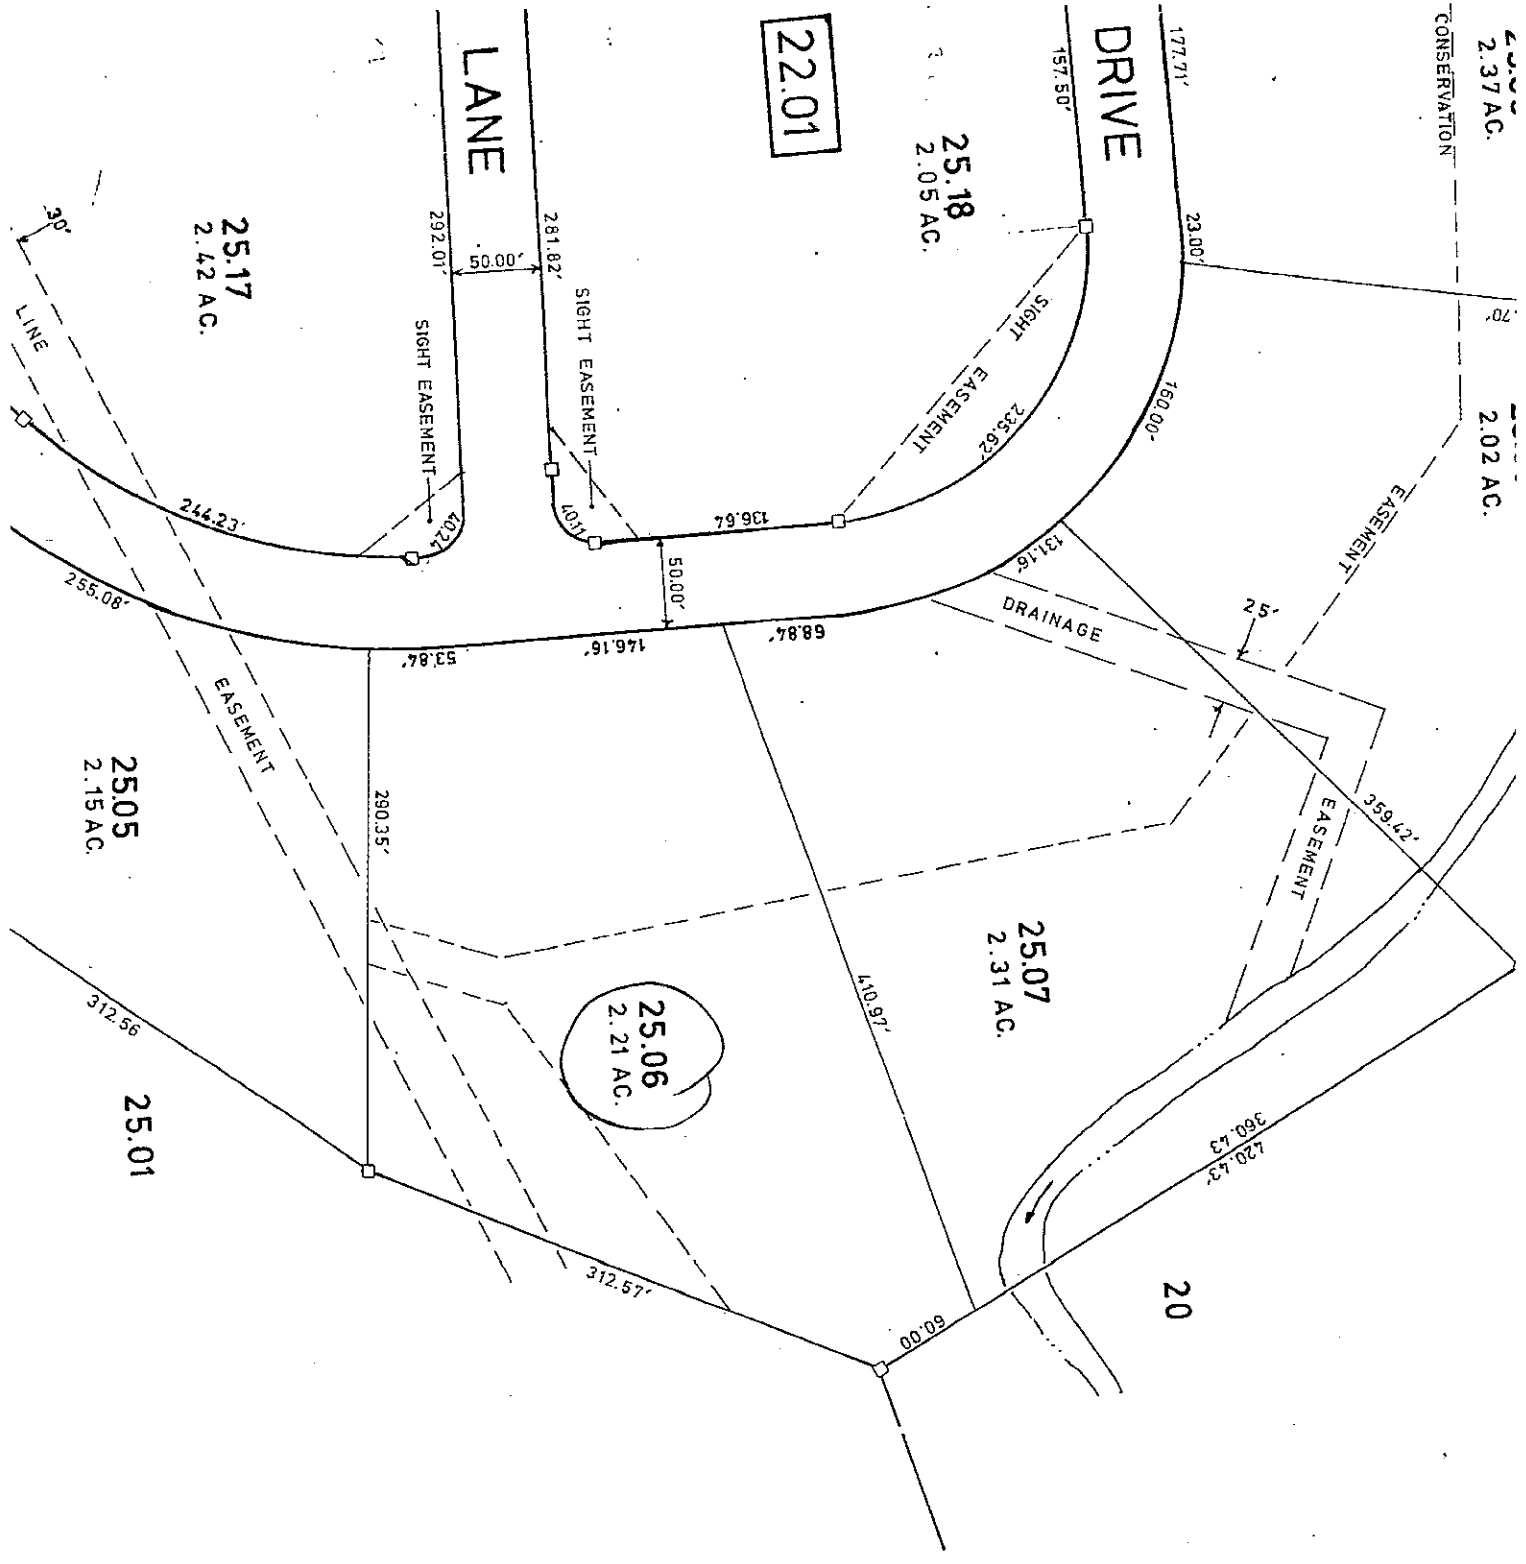 2.37 AC.
CONSERVATION
177.71'
DRIVE
157.50'
22.01
LANE
25.18
2.05 AC.
23.00'
.70'
292.01'
281.82'
50.00'
30'
25.17
2.42 AC.
LINE
SIGHT EASEMENT
SIGHT EASEMENT
SIGHT
EASEMENT
235.62'
160.00'
2.02 AC.
EASEMENT
244.23'
40.24
40.11
136.64
50.00'
131.16'
DRAINAGE
25'
255.08'
53.84'
146.16'
68.84'
EASEMENT
25.05
2.15 AC.
290.35'
359.42'
EASEMENT
25.07
2.31 AC.
410.97'
25.06
2.21 AC.
312.56
25.01
360.43
420.43'
20
312.57'
60.00